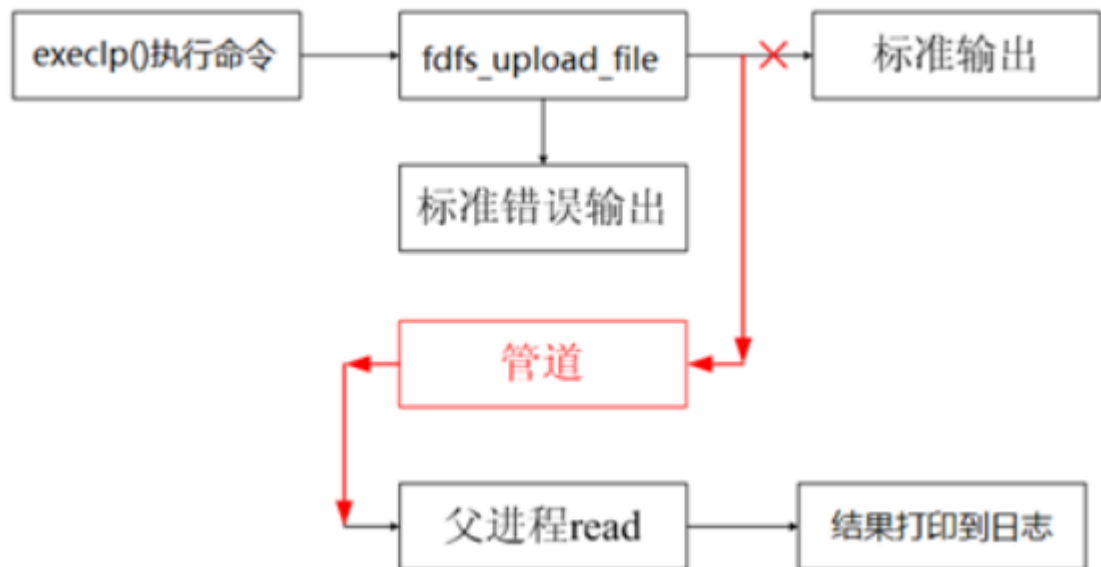 execlp()执行命令
fdfs_upload_file
标准输出
标准错误输出
管道
父进程read
结果打印到日志